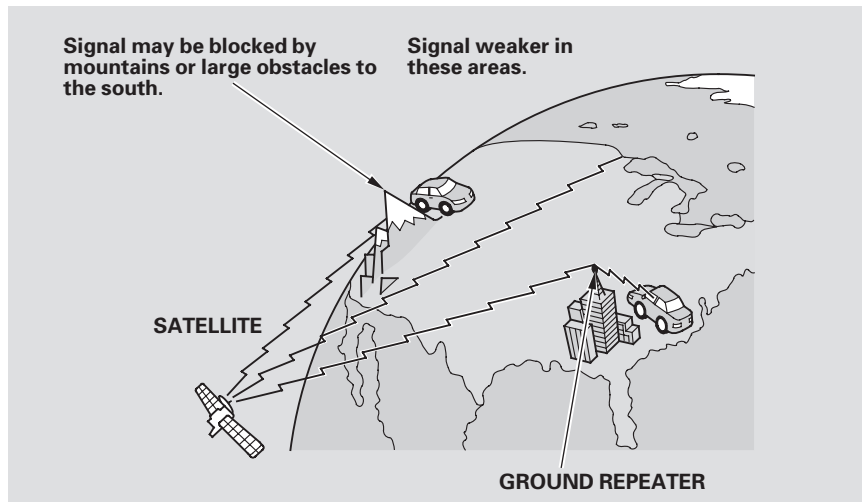 Signal may be blocked by
mountains or large obstacles to
the south.
Signal weaker in
these areas.
SATELLITE
GROUND REPEATER